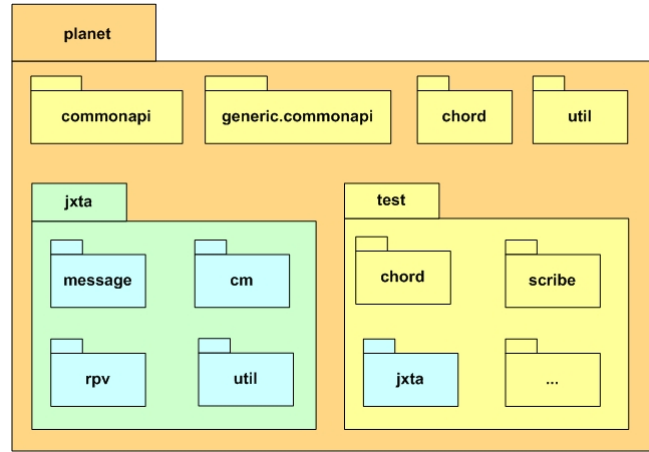 planet
commonapi
generic.commonapi
chord
util
jxta
test
message
cm
chord
scribe
rpv
util
jxta
...